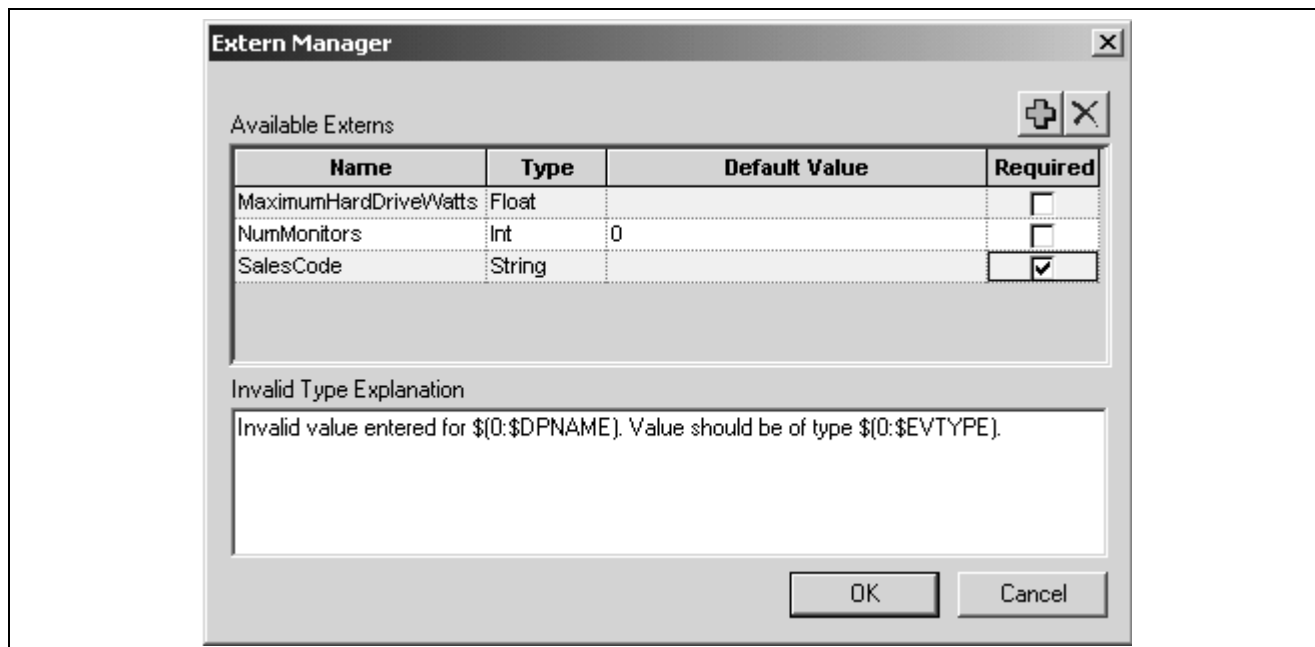 Extern Manager
Available Externs
Name Type Default Value Required
MaximumHardDriveWatts Float
NumMonitors Int 0
SalesCode String
Invalid Type Explanation
Invalid value entered for $(0:$DPNAME). Value should be of type $(0:$EVTYPE).
OK Cancel